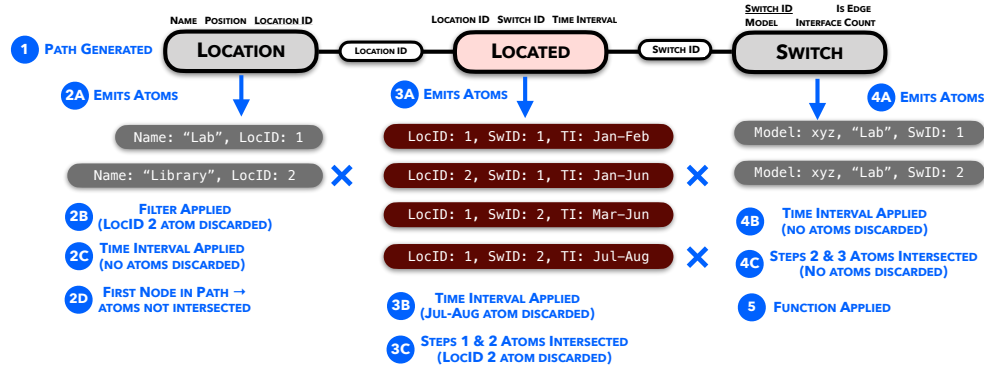 Name Position Location ID
Location ID Switch ID Time Interval
Switch ID Is Edge
Model Interface Count
1 Path Generated
Location
Location ID
Located
Switch ID
Switch
2A Emits Atoms
3A Emits Atoms
4A Emits Atoms
Name: “Lab”, LocID: 1
Name: “Library”, LocID: 2
LocID: 1, SwID: 1, TI: Jan–Feb
LocID: 2, SwID: 1, TI: Jan–Jun
LocID: 1, SwID: 2, TI: Mar–Jun
LocID: 1, SwID: 2, TI: Jul–Aug
Model: xyz, “Lab”, SwID: 1
Model: xyz, “Lab”, SwID: 2
2B Filter Applied
(LocID 2 atom discarded)
2C Time Interval Applied
(no atoms discarded)
2D First Node in Path →
atoms not intersected
3B Time Interval Applied
(Jul-Aug atom discarded)
3C Steps 1 & 2 Atoms Intersected
(LocID 2 atom discarded)
4B Time Interval Applied
(no atoms discarded)
4C Steps 2 & 3 Atoms Intersected
(No atoms discarded)
5 Function Applied